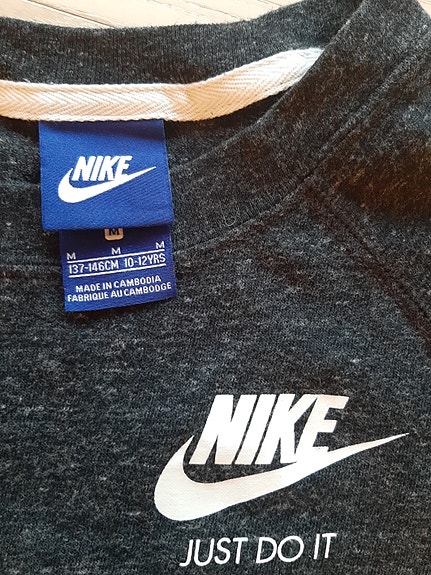 NIKE
M
M M M
137-146CM 10-12YRS
MADE IN CAMBODIA
FABRIQUE AU CAMBODGE
NIKE
JUST DO IT